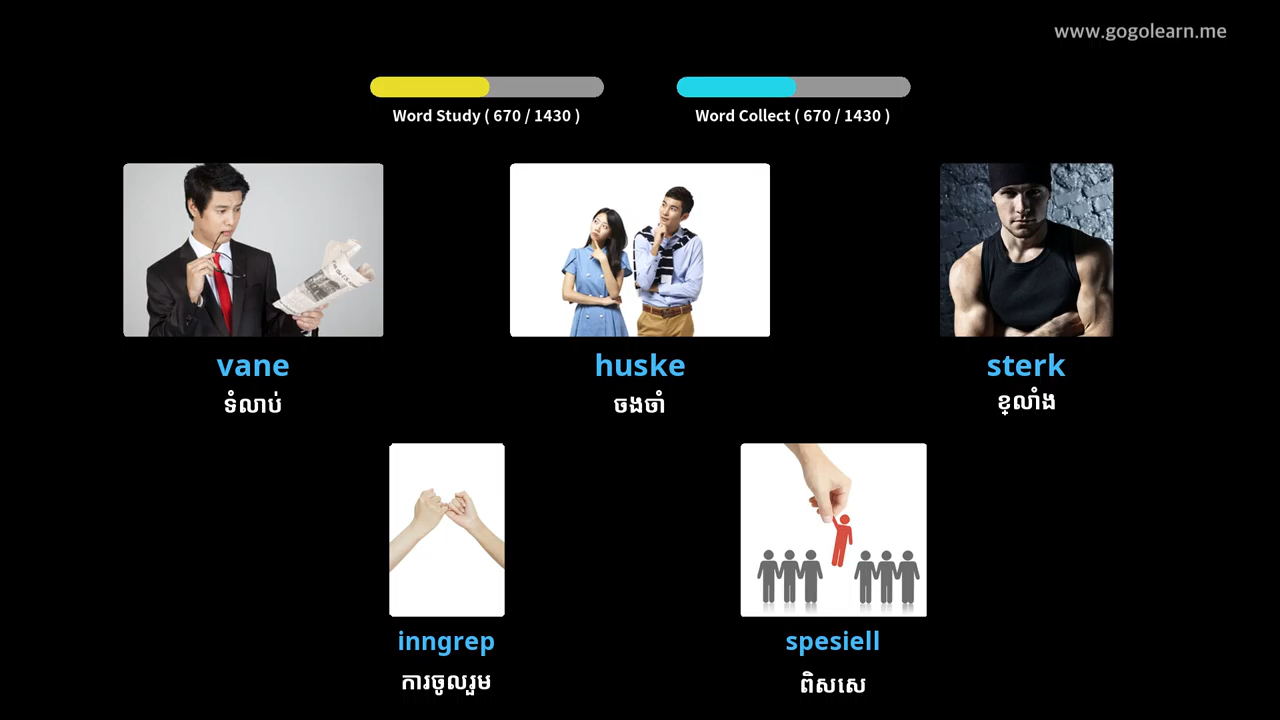 www.gogolearn.me
Word Study ( 670 / 1430 )
Word Collect ( 670 / 1430 )
vane
huske
sterk
ទំលាប់
ចងចាំ
ខ្លាំង
inngrep
spesiell
ការចូលរួម
ពិសសេ